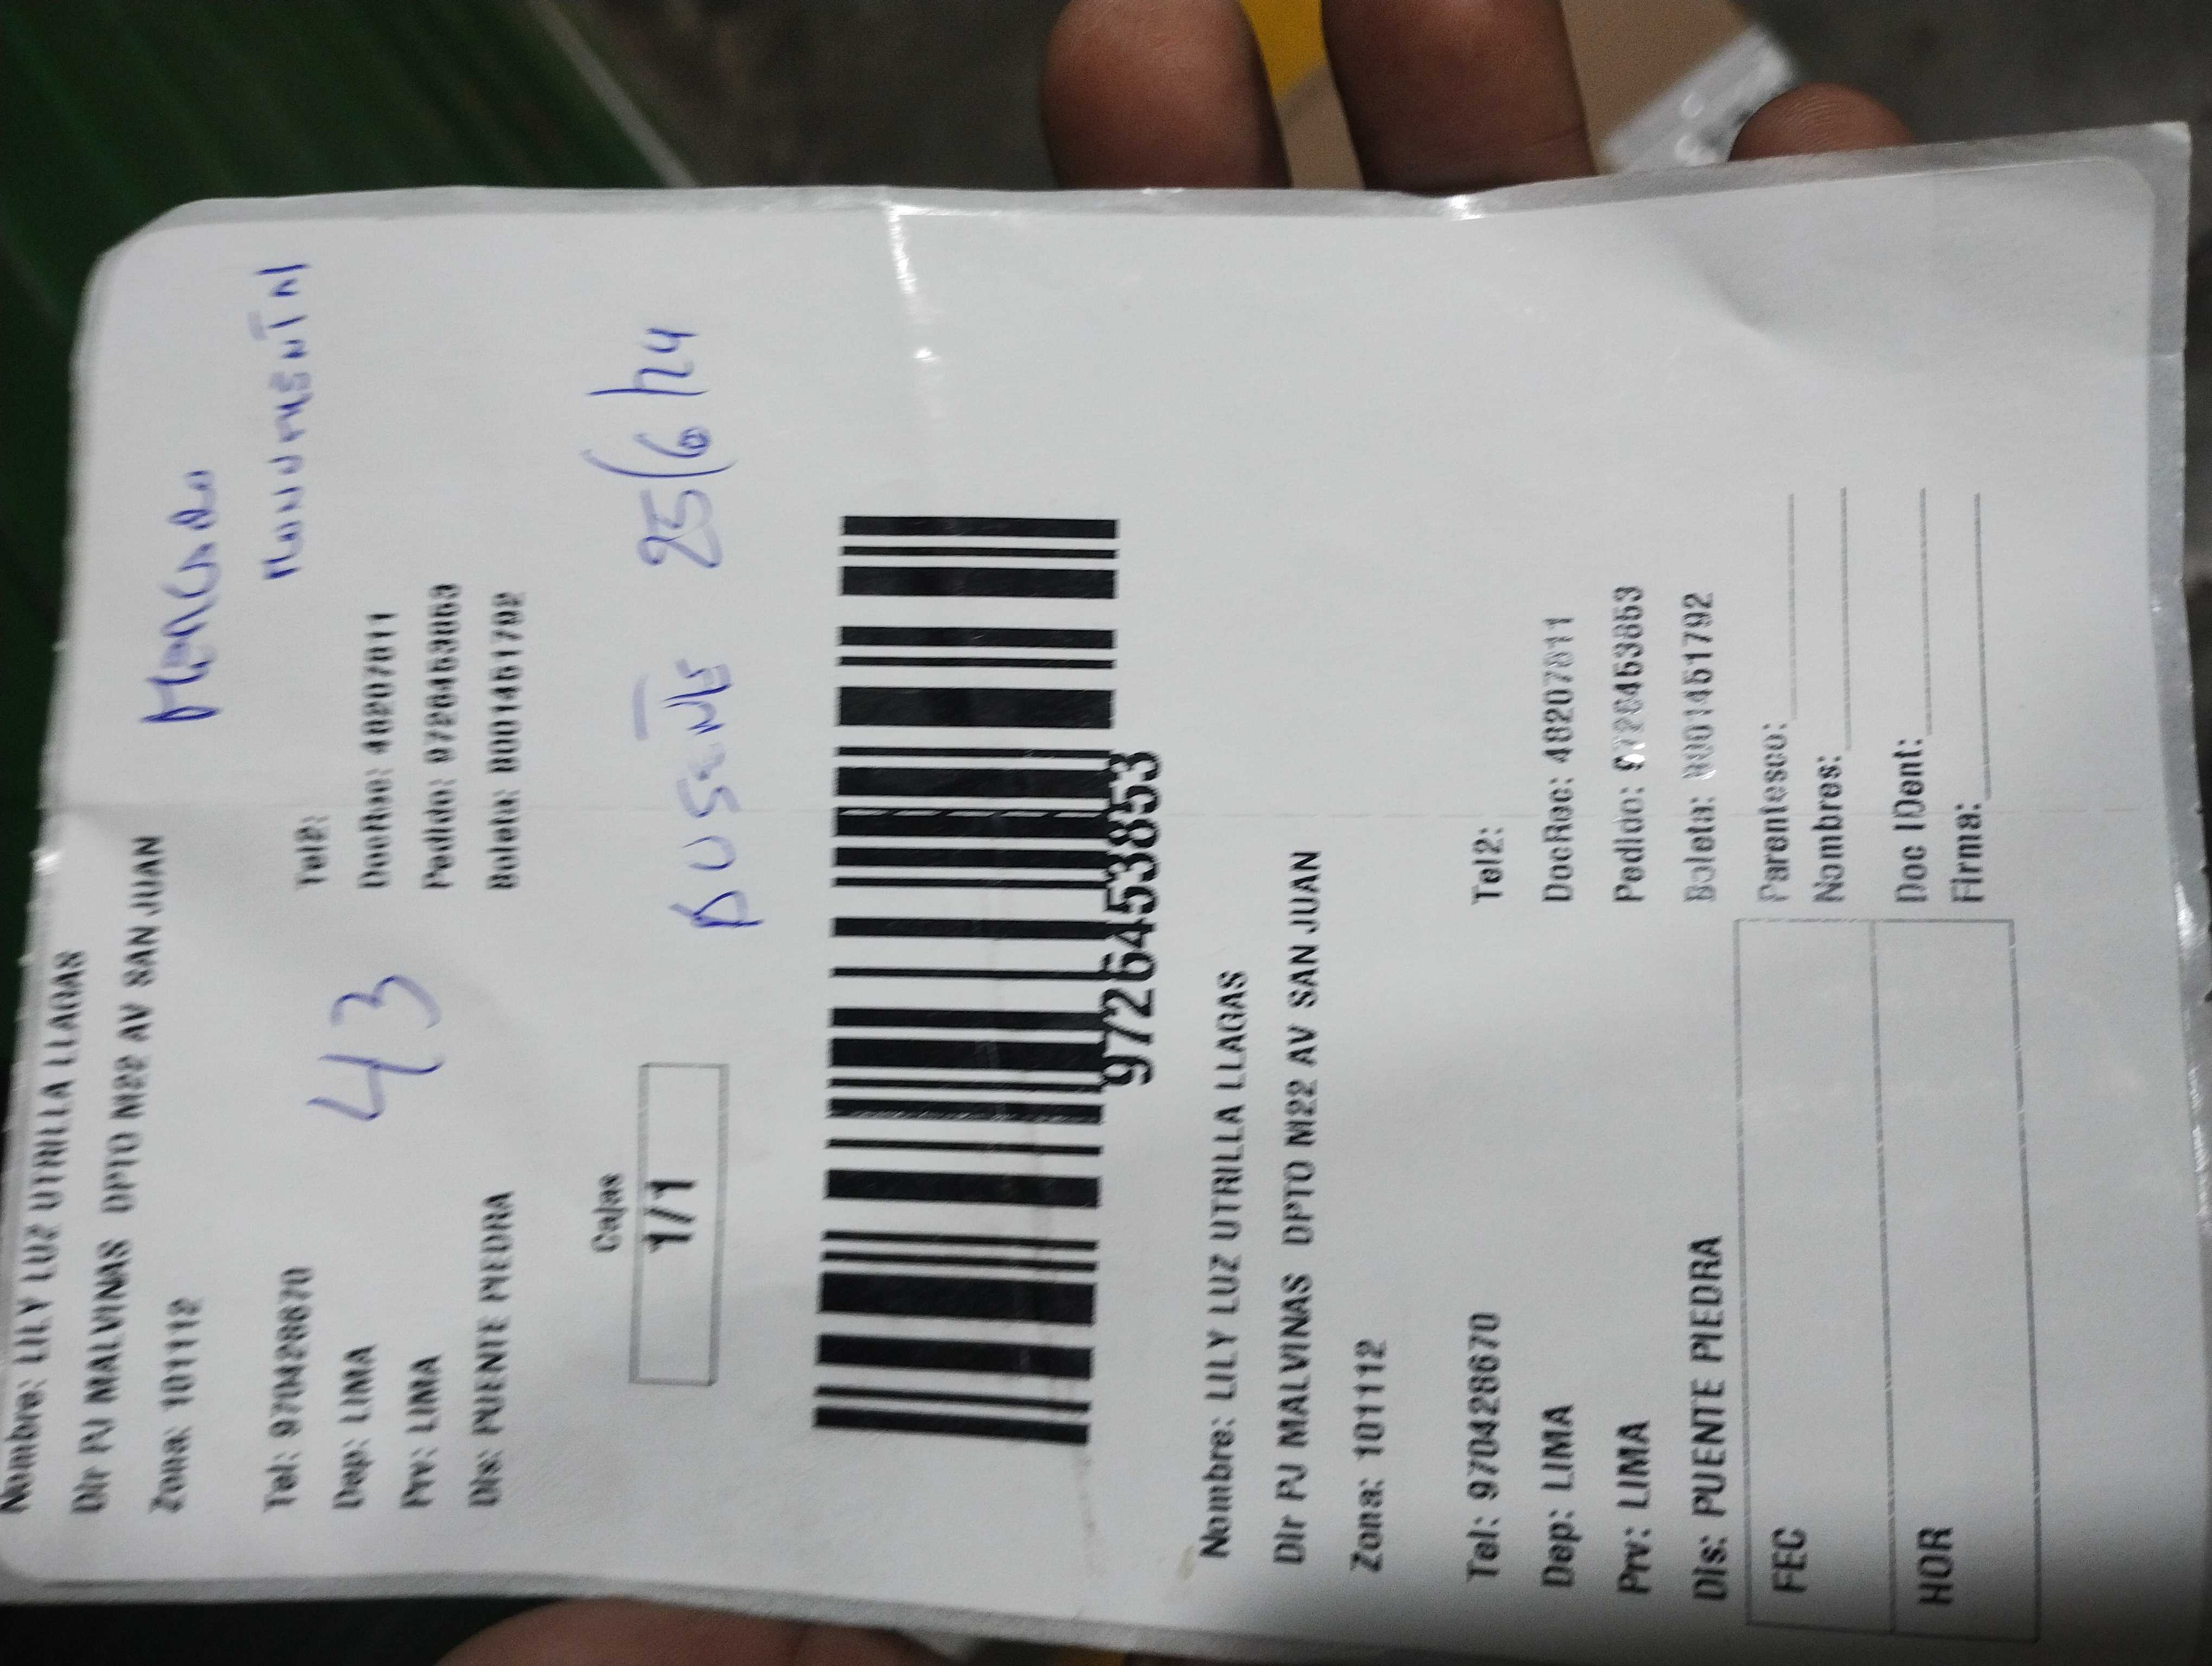 Nombre: LILY LUZ UTRILLA LLAGAS
Dir PJ MALVINAS DPTO M22 AV SAN JUAN
Zona: 101112
MERCADO
MONUMENTAL
Tel: 970428670
Tel2:
Dep: LIMA
43
DocRec: 48207811
Prv: LIMA
Pedido: 9726453853
Dis: PUENTE PIEDRA
Boleta: B001451792
Cajas
1/1
AUSENTE 25/6
9726453853
Nombre: LILY LUZ UTRILLA LLAGAS
Dir PJ MALVINAS DPTO M22 AV SAN JUAN
Zona: 101112
Tel: 970428670
Tel2:
Dep: LIMA
DocRec: 48207811
Prv: LIMA
Pedido: 9726453853
Dis: PUENTE PIEDRA
Boleta: B001451792
FEC
Parentesco:
Nombres:
HOR
Doc IDent:
Firma: